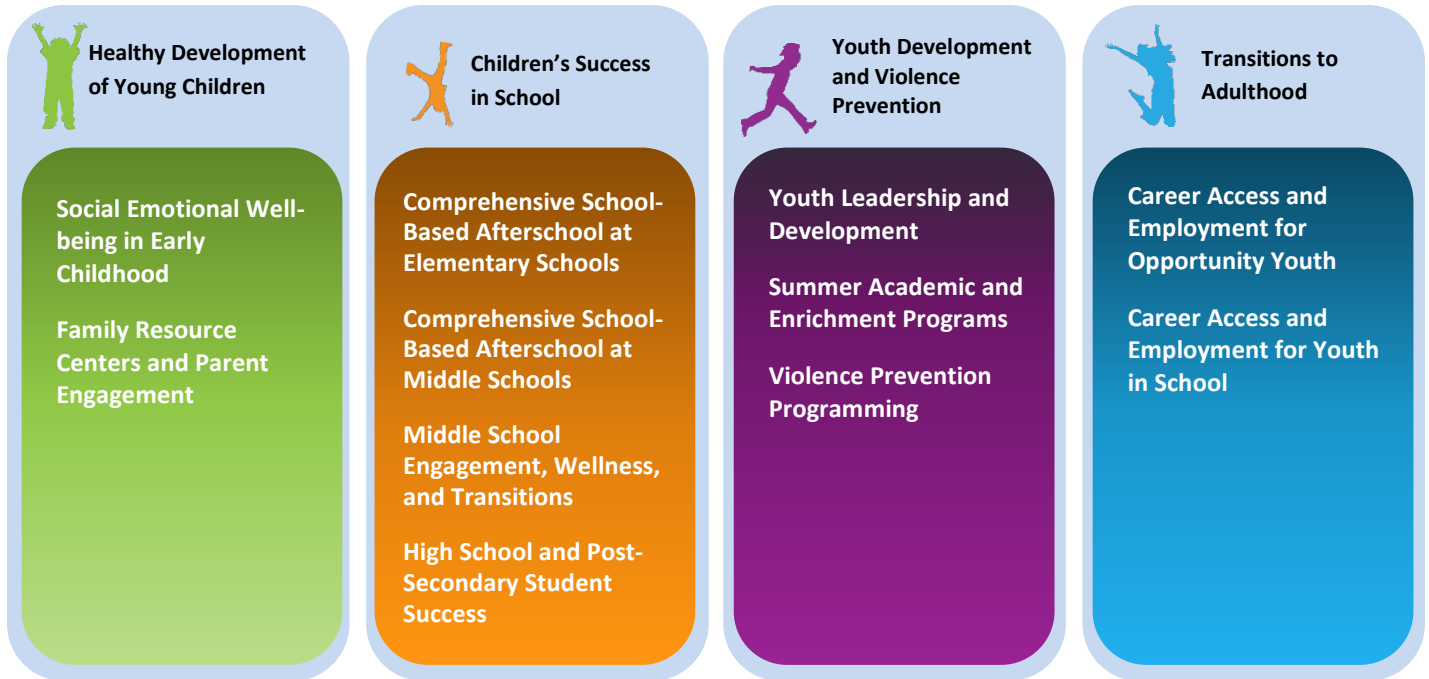 Healthy Development
of Young Children
Social Emotional Well-
being in Early
Childhood
Family Resource
Centers and Parent
Engagement
Children’s Success
in School
Comprehensive School-
Based Afterschool at
Elementary Schools
Comprehensive School-
Based Afterschool at
Middle Schools
Middle School
Engagement, Wellness,
and Transitions
High School and Post-
Secondary Student
Success
Youth Development
and Violence
Prevention
Youth Leadership and
Development
Summer Academic and
Enrichment Programs
Violence Prevention
Programming
Transitions to
Adulthood
Career Access and
Employment for
Opportunity Youth
Career Access and
Employment for Youth
in School